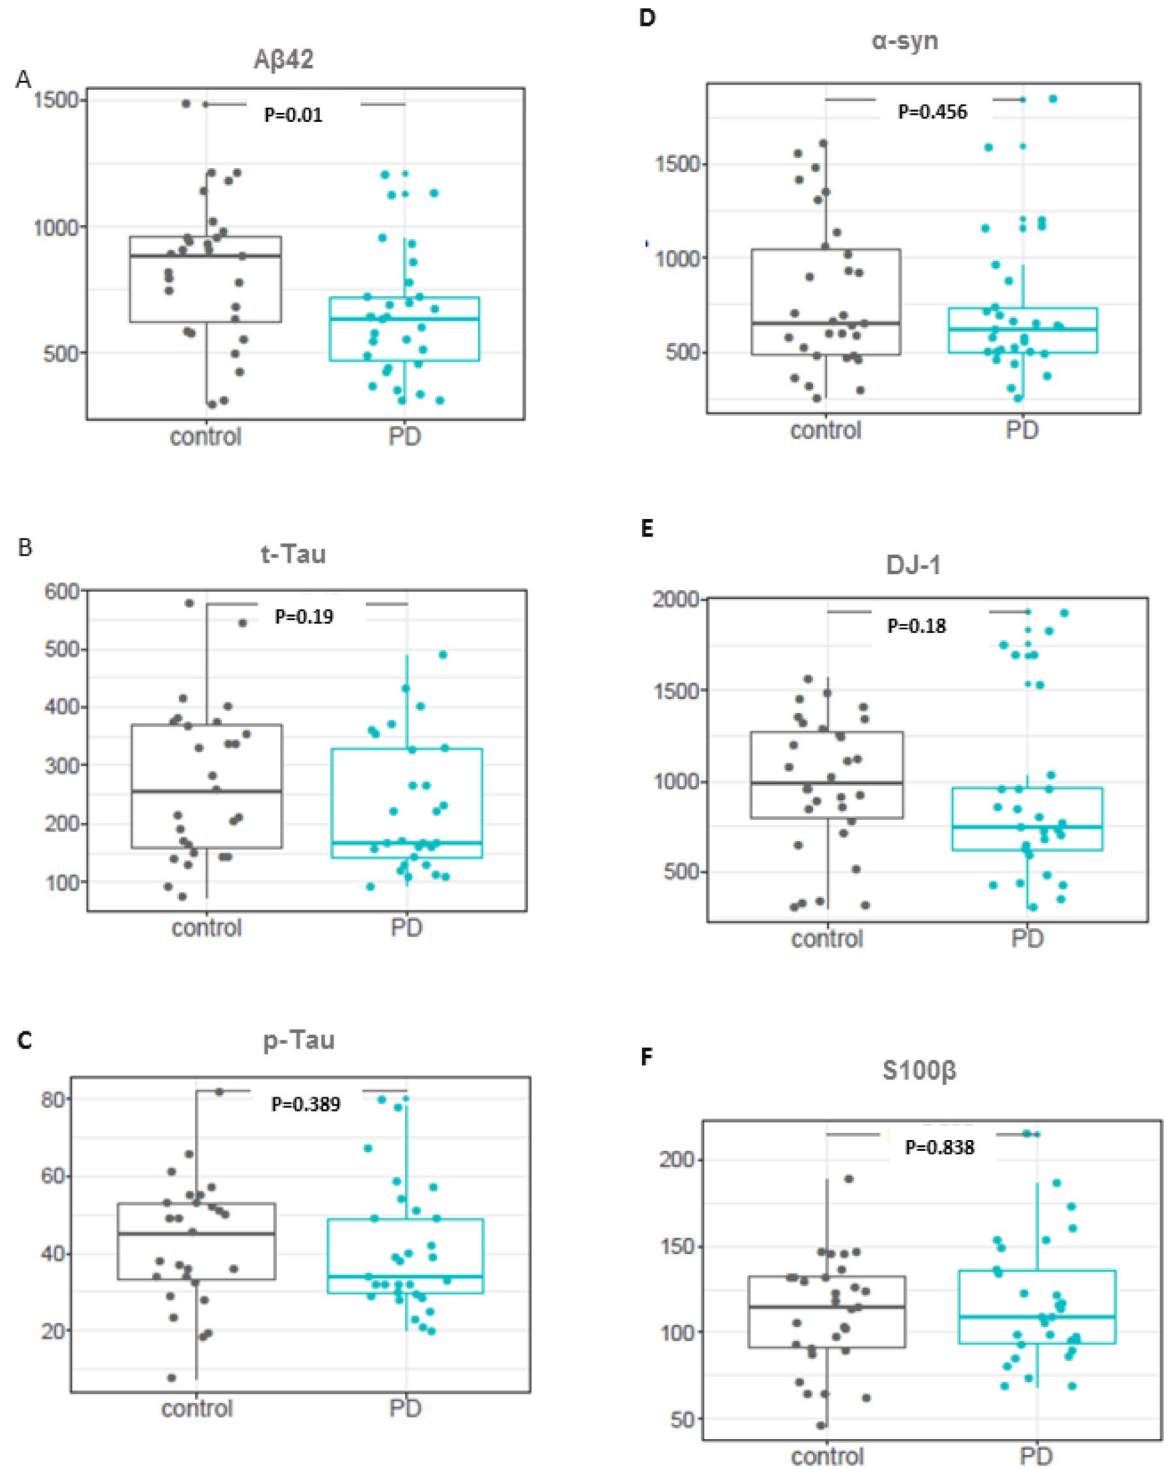 A
Aβ42
1500
1000
500
P=0.01
control
PD
D
α-syn
1500
1000
500
P=0.456
control
PD
B
t-Tau
600
500
400
300
200
100
P=0.19
control
PD
E
DJ-1
2000
1500
1000
500
P=0.18
control
PD
C
p-Tau
80
60
40
20
P=0.389
control
PD
F
S100β
200
150
100
50
P=0.838
control
PD